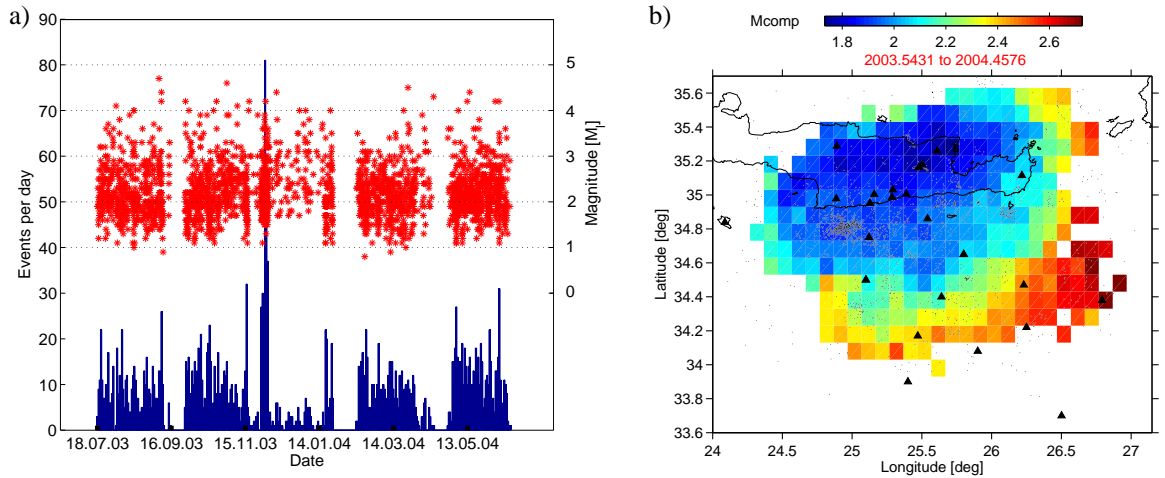 a)
90
80
70
60
50
40
30
20
10
0
Events per day
5
4
3
2
1
0
Magnitude [Ml]
18.07.03 16.09.03 15.11.03 14.01.04 14.03.04 13.05.04
Date
b)
Mcomp
1.8 2 2.2 2.4 2.6
2003.5431 to 2004.4576
35.6
35.4
35.2
35
34.8
34.6
34.4
34.2
34
33.8
33.6
Latitude [deg]
24 24.5 25 25.5 26 26.5 27
Longitude [deg]